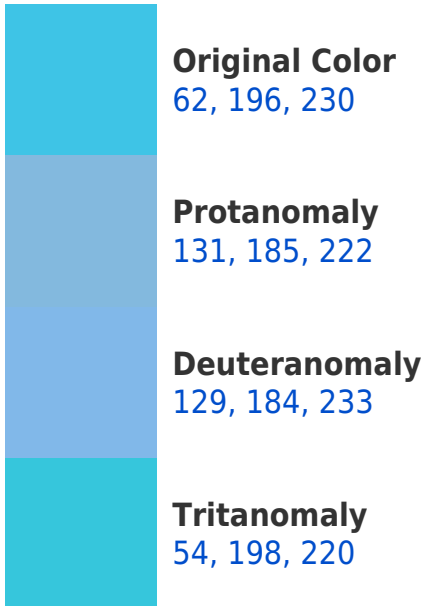 Original Color
62, 196, 230
Protanomaly
131, 185, 222
Deuteranomaly
129, 184, 233
Tritanomaly
54, 198, 220